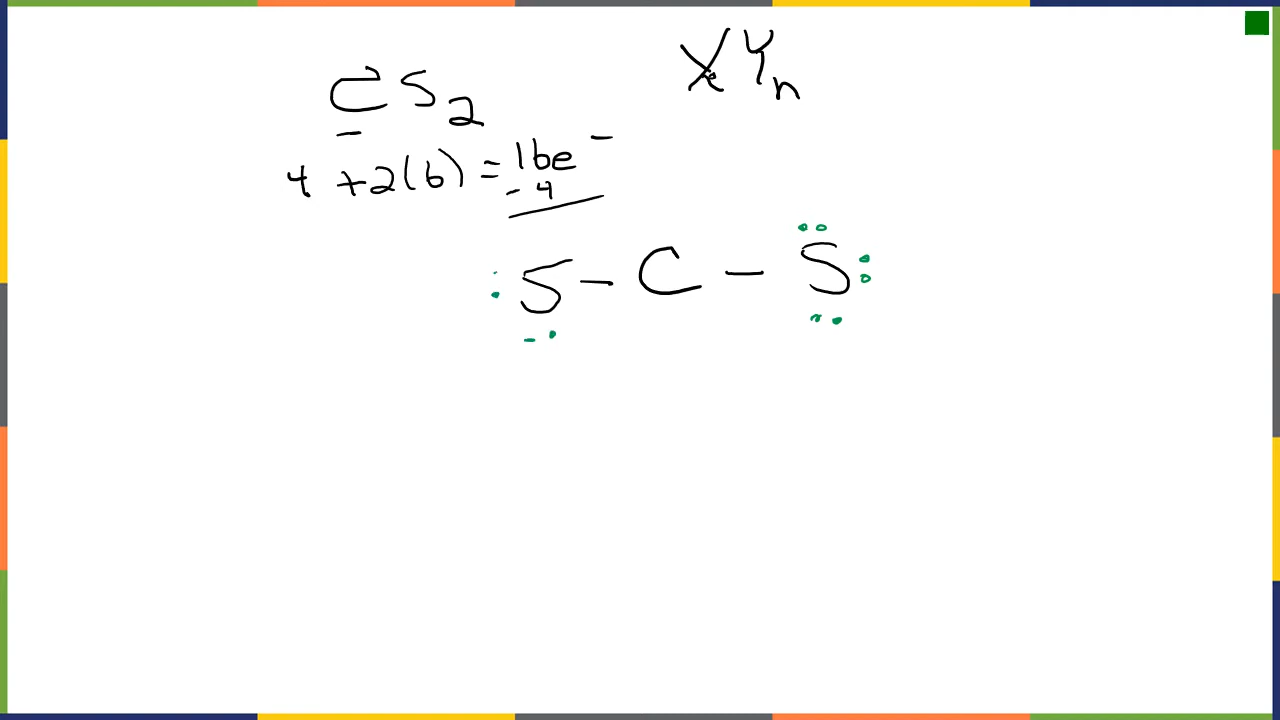 CS₂
XYₙ
4 + 2(6) = 16e⁻
- 4
S - C - S